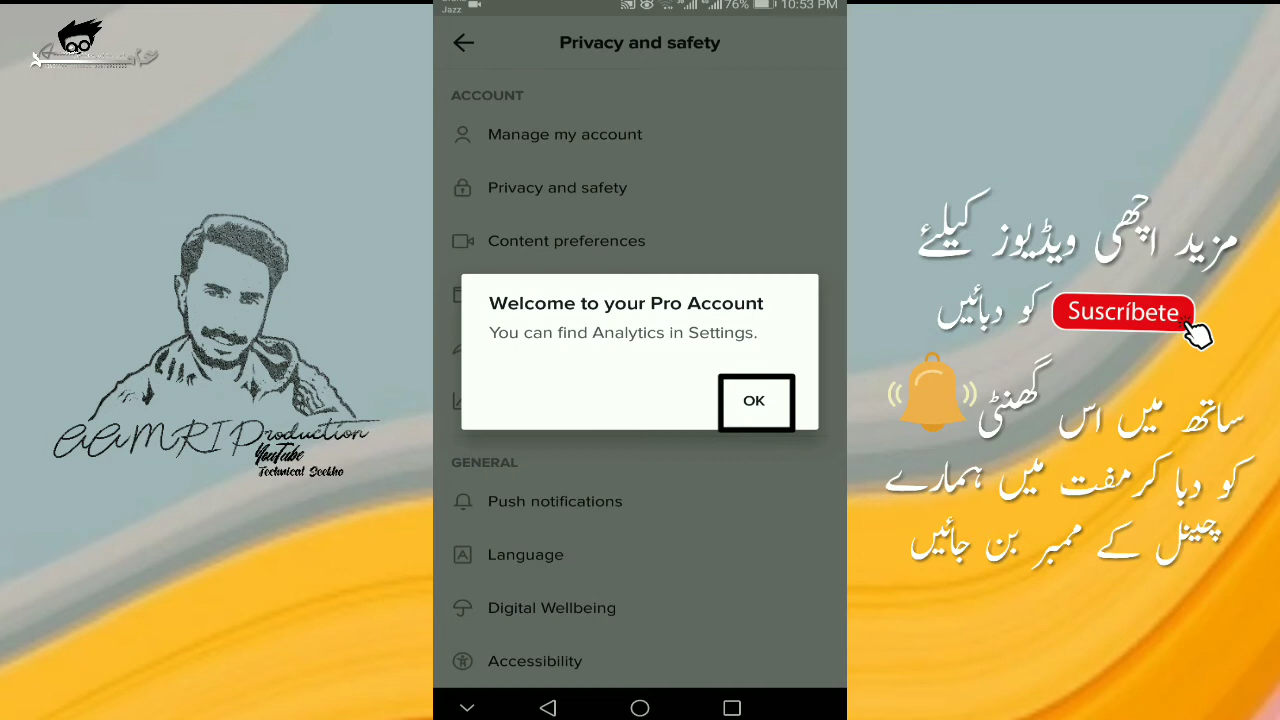 Jazz
76%
10:53 PM
Privacy and safety
ACCOUNT
Manage my account
Privacy and safety
Content preferences
Welcome to your Pro Account
You can find Analytics in Settings.
OK
GENERAL
Push notifications
Language
Digital Wellbeing
Accessibility
aaMRI Production
YouTube
Technical Seekho
مزید اچھی ویڈیوز کیلئے
Suscríbete کو دبائیں
ساتھ میں اس گھنٹی
کو دبا کر مفت میں ہمارے
چینل کے ممبر بن جائیں